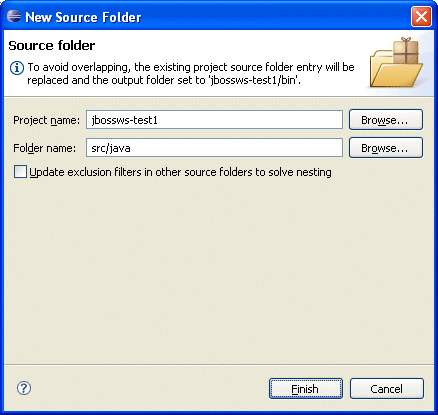 New Source Folder
Source folder
To avoid overlapping, the existing project source folder entry will be
replaced and the output folder set to 'jbossws-test1/bin'.
Project name: jbossws-test1 Browse...
Folder name: src/java Browse...
Update exclusion filters in other source folders to solve nesting
? Finish Cancel